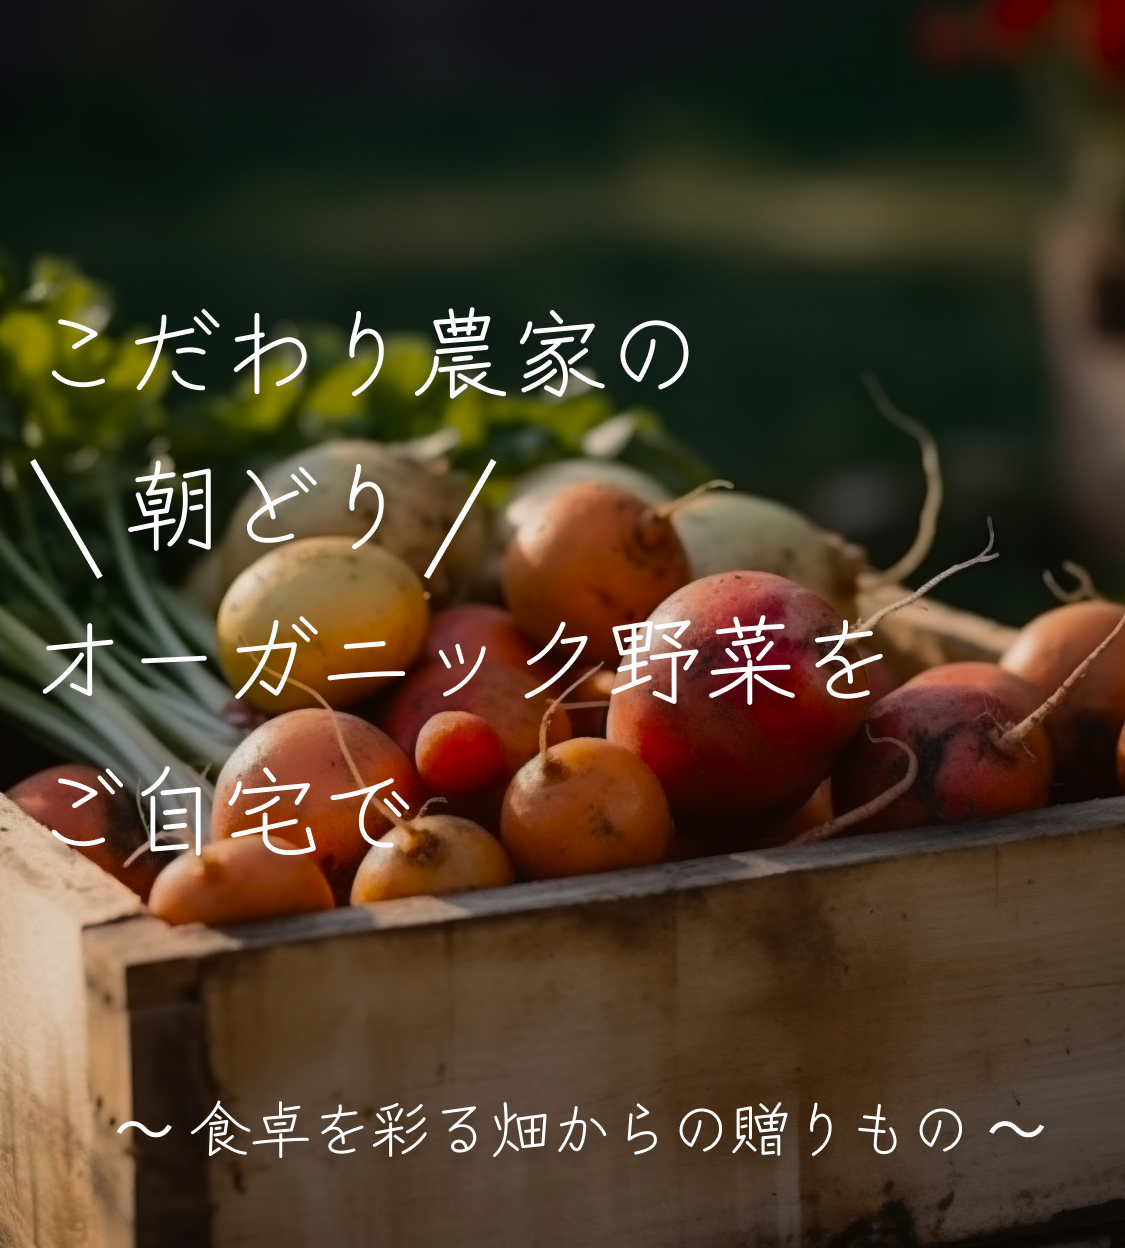 こだわり農家の
\ 朝どり /
オーガニック野菜を
ご自宅で
～ 食卓を彩る畑からの贈りもの ～